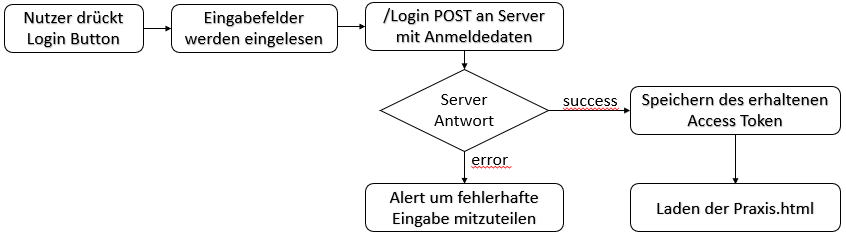 Nutzer drückt
Login Button
Eingabefelder
werden eingelesen
/Login POST an Server
mit Anmeldedaten
Server
Antwort
success
Speichern des erhaltenen
Access Token
error
Alert um fehlerhafte
Eingabe mitzuteilen
Laden der Praxis.html